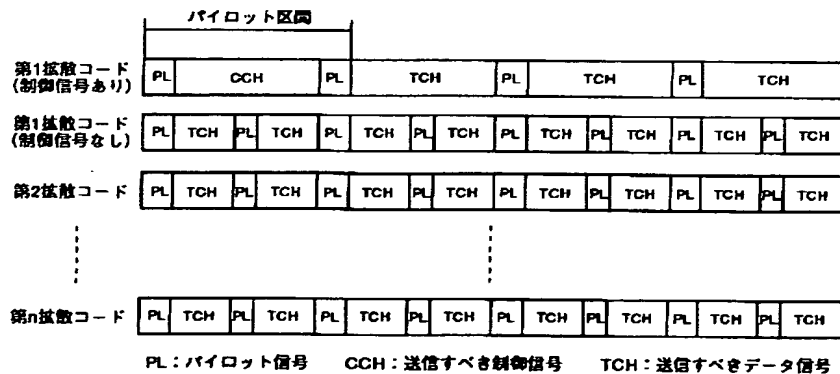 パイロット区間
第1拡散コード
(制御信号あり)
PL CCH PL TCH PL TCH PL TCH
第1拡散コード
(制御信号なし)
PL TCH PL TCH PL TCH PL TCH PL TCH PL TCH PL TCH PL TCH
第2拡散コード
PL TCH PL TCH PL TCH PL TCH PL TCH PL TCH PL TCH PL TCH
第n拡散コード
PL TCH PL TCH PL TCH PL TCH PL TCH PL TCH PL TCH PL TCH
PL：パイロット信号 CCH：送信すべき制御信号 TCH：送信すべきデータ信号